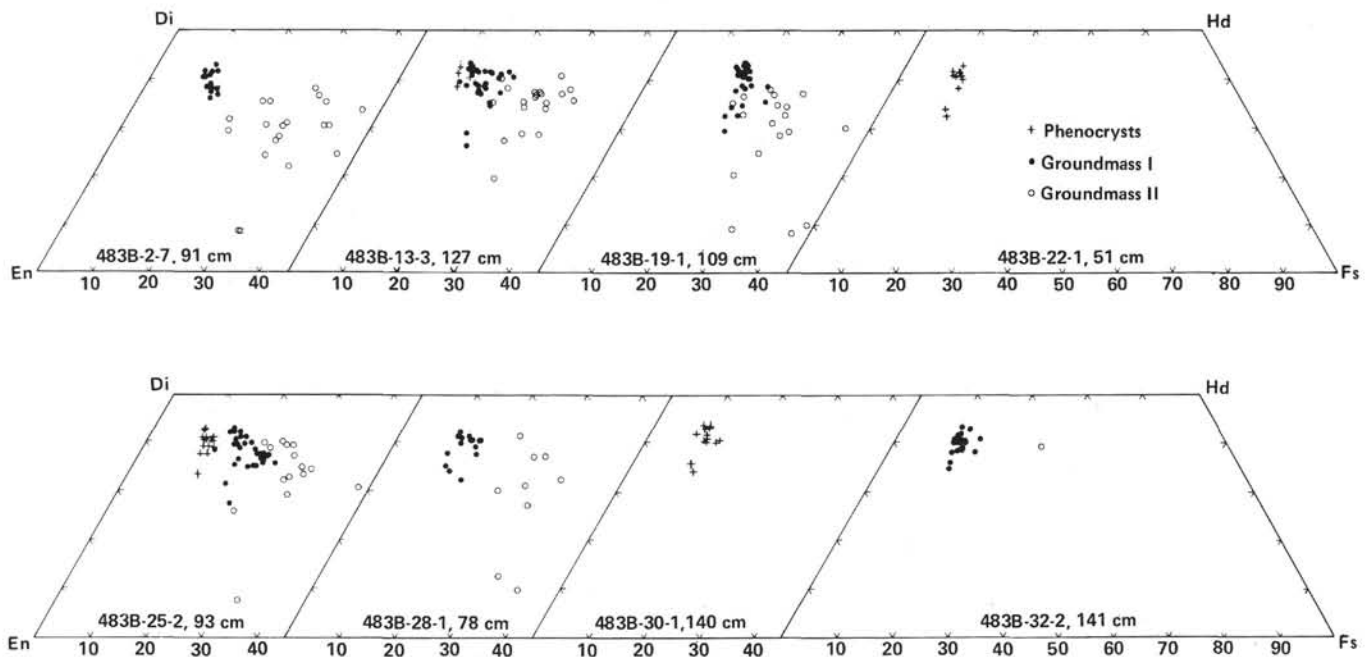 Di Hd
+ Phenocrysts
• Groundmass I
○ Groundmass II
483B-2-7, 91 cm 483B-13-3, 127 cm 483B-19-1, 109 cm 483B-22-1, 51 cm
En Fs
10 20 30 40 10 20 30 40 10 20 30 40 10 20 30 40 50 60 70 80 90
Di Hd
483B-25-2, 93 cm 483B-28-1, 78 cm 483B-30-1,140 cm 483B-32-2, 141 cm
En Fs
10 20 30 40 10 20 30 40 10 20 30 40 10 20 30 40 50 60 70 80 90